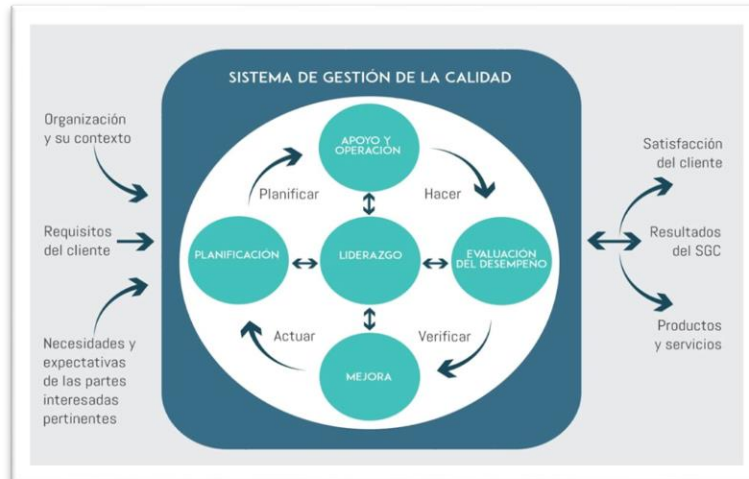 SISTEMA DE GESTIÓN DE LA CALIDAD
Organización
y su contexto
Requisitos
del cliente
Necesidades y
expectativas
de las partes
interesadas
pertinentes
APOYO Y
OPERACIÓN
Planificar
Hacer
PLANIFICACIÓN
LIDERAZGO
EVALUACIÓN
DEL DESEMPEÑO
Actuar
Verificar
MEJORA
Satisfacción
del cliente
Resultados
del SGC
Productos
y servicios